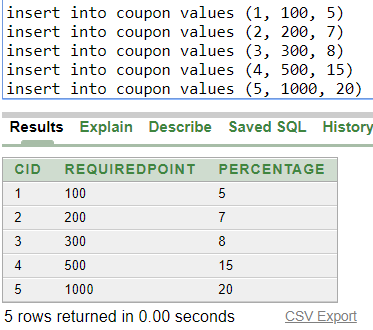 insert into coupon values (1, 100, 5)
insert into coupon values (2, 200, 7)
insert into coupon values (3, 300, 8)
insert into coupon values (4, 500, 15)
insert into coupon values (5, 1000, 20)
Results Explain Describe Saved SQL History
CID REQUIREDPOINT PERCENTAGE
1 100 5
2 200 7
3 300 8
4 500 15
5 1000 20
5 rows returned in 0.00 seconds CSV Export